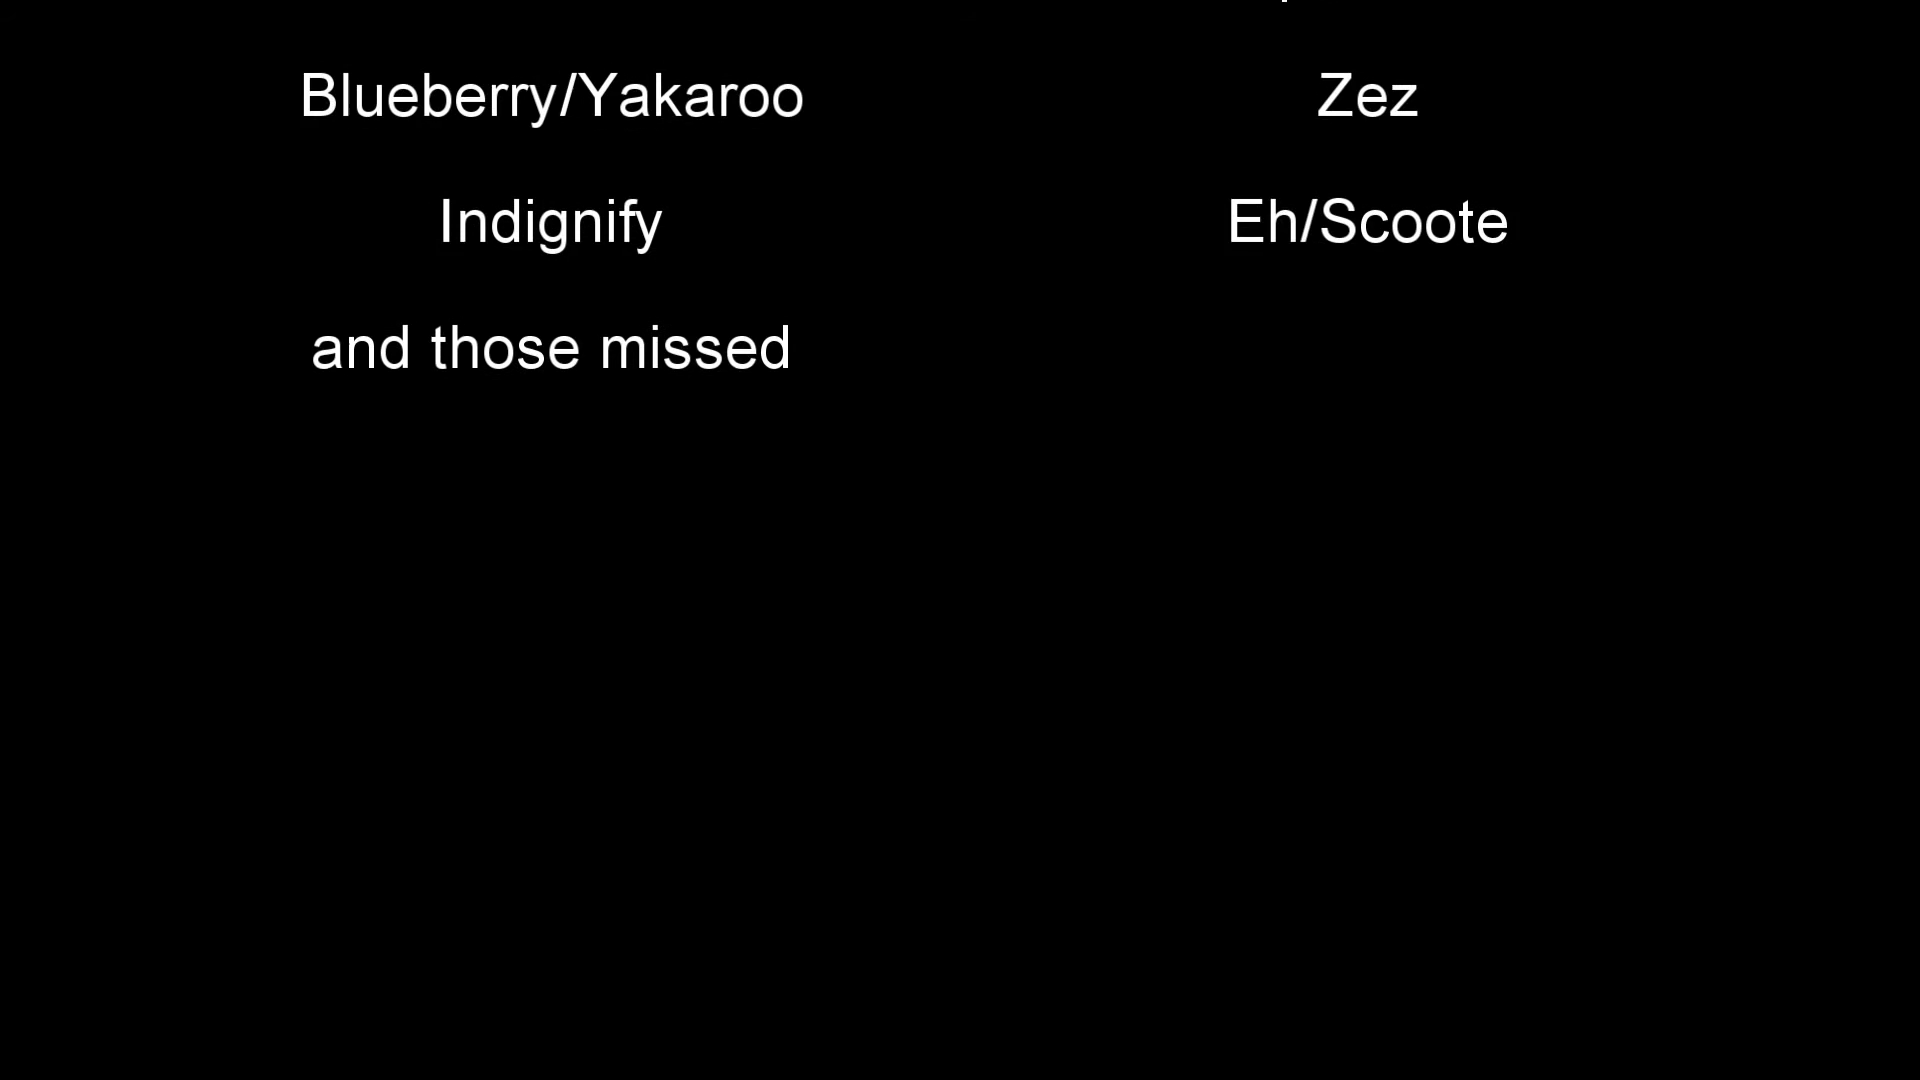 Blueberry/Yakaroo Zez
Indignify Eh/Scoote
and those missed